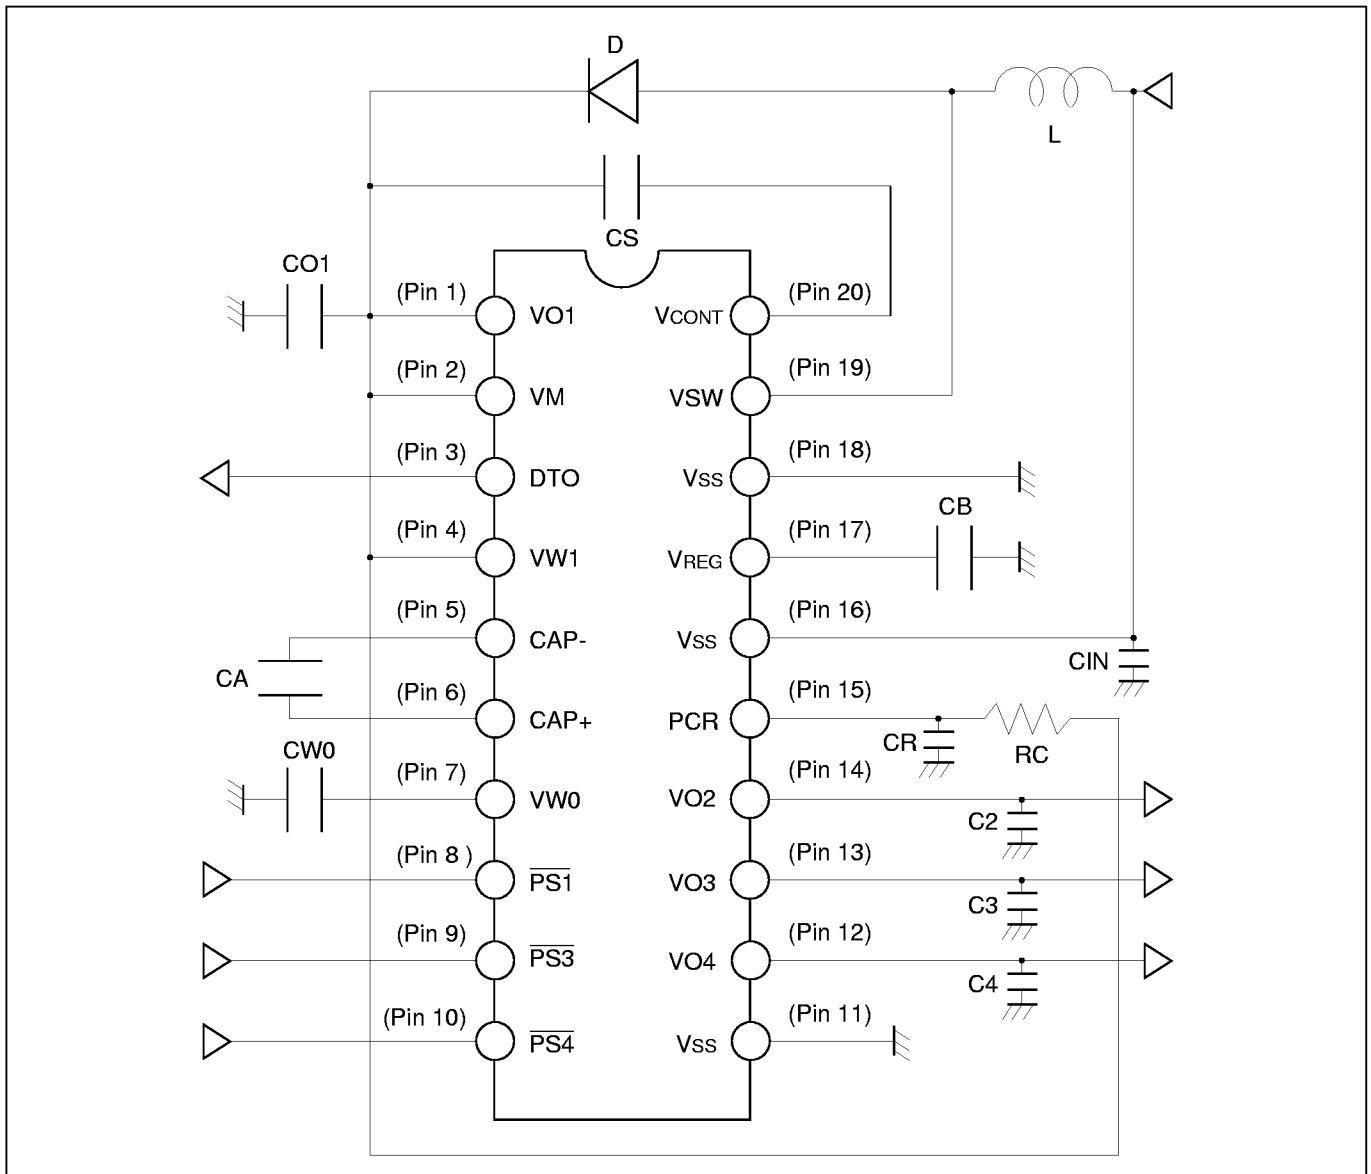 D
L
CS
CO1
(Pin 1)
VO1
VCONT
(Pin 20)
(Pin 2)
VM
VSW
(Pin 19)
(Pin 3)
DTO
VSS
(Pin 18)
(Pin 4)
VW1
VREG
(Pin 17)
CB
(Pin 5)
CAP-
VSS
(Pin 16)
CIN
CA
(Pin 6)
CAP+
PCR
(Pin 15)
CR
RC
CW0
(Pin 7)
VW0
VO2
(Pin 14)
C2
(Pin 8 )
PS1
VO3
(Pin 13)
C3
(Pin 9)
PS3
VO4
(Pin 12)
C4
(Pin 10)
PS4
VSS
(Pin 11)